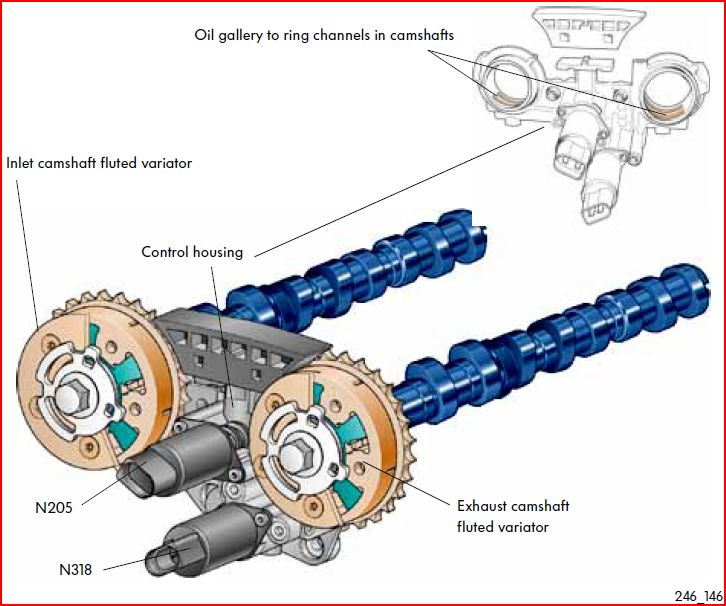 Oil gallery to ring channels in camshafts
Inlet camshaft fluted variator
Control housing
N205
Exhaust camshaft
fluted variator
N318
246_146